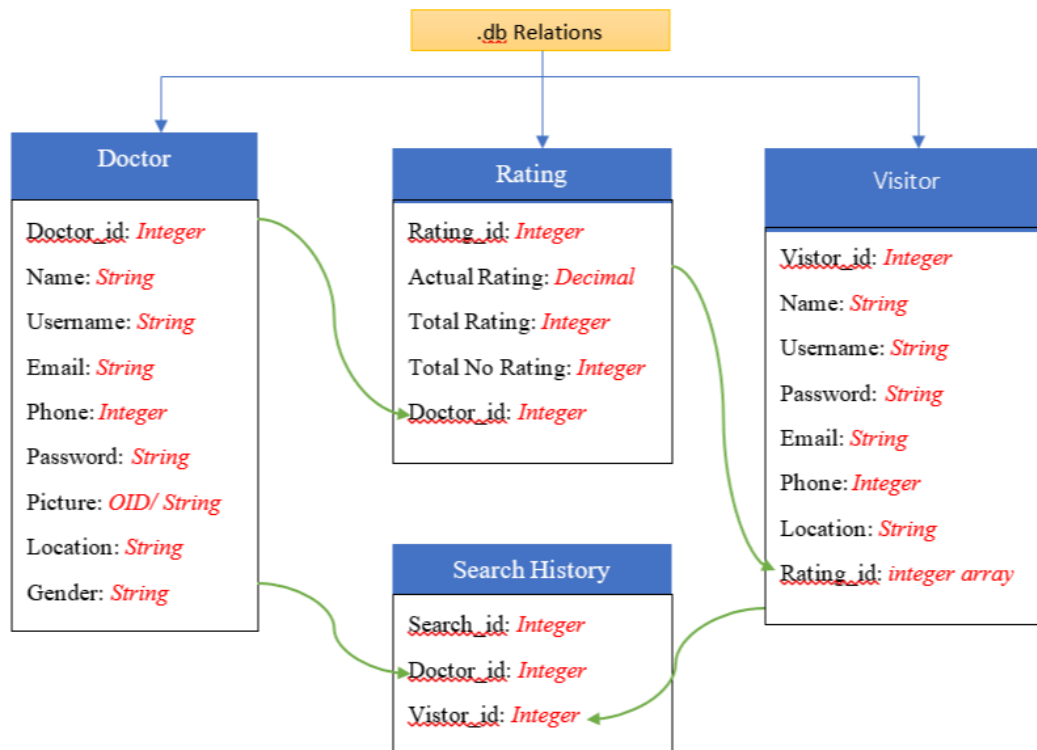 .db Relations
Doctor
Doctor_id: Integer
Name: String
Username: String
Email: String
Phone: Integer
Password: String
Picture: OID/ String
Location: String
Gender: String
Rating
Rating_id: Integer
Actual Rating: Decimal
Total Rating: Integer
Total No Rating: Integer
Doctor_id: Integer
Visitor
Vistor_id: Integer
Name: String
Username: String
Password: String
Email: String
Phone: Integer
Location: String
Rating_id: integer array
Search History
Search_id: Integer
Doctor_id: Integer
Vistor_id: Integer